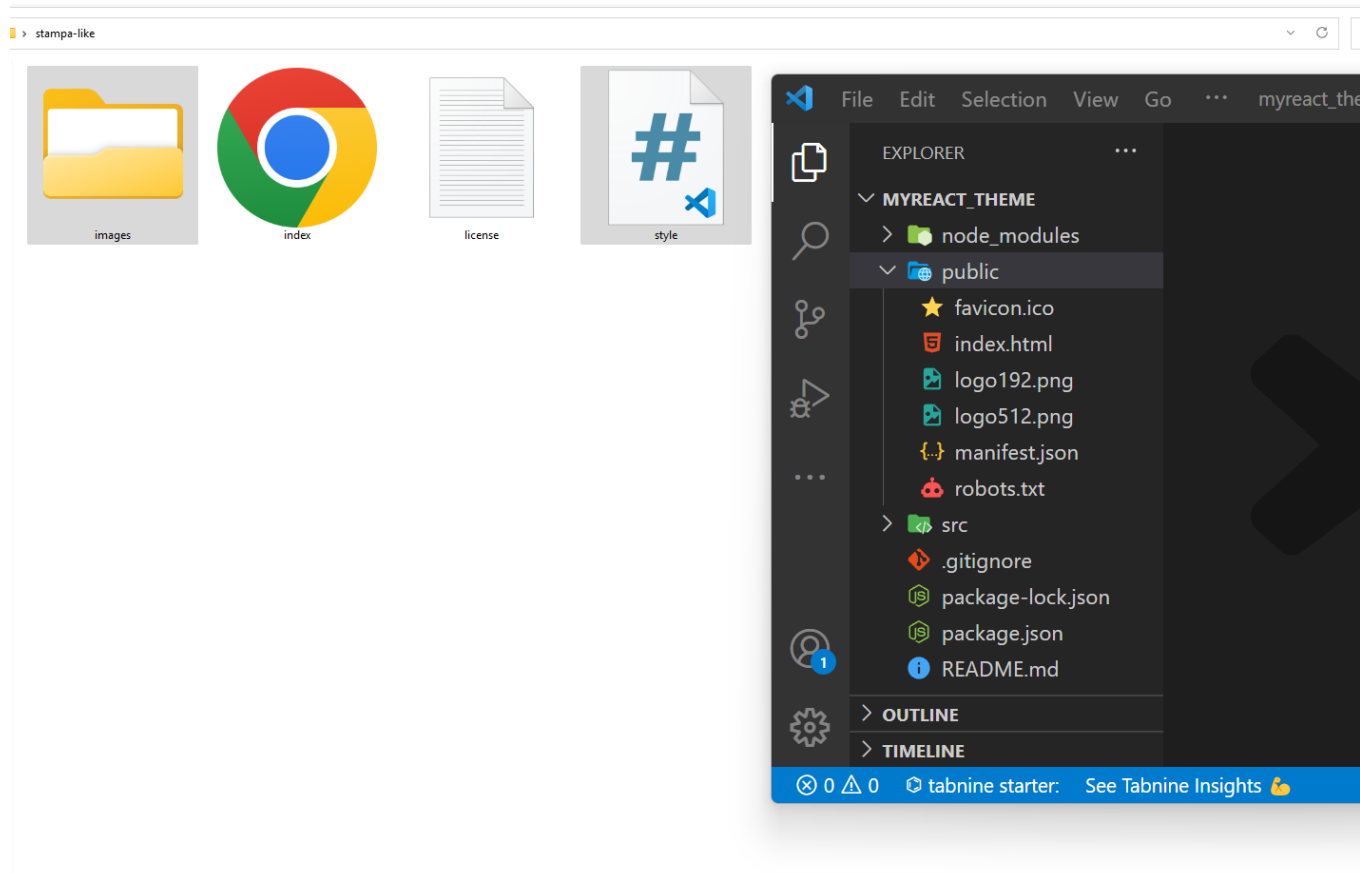 stampa-like
images
index
license
style
File Edit Selection View Go ··· myreact_the
EXPLORER ···
MYREACT_THEME
node_modules
public
favicon.ico
index.html
logo192.png
logo512.png
manifest.json
robots.txt
src
.gitignore
package-lock.json
package.json
README.md
1
OUTLINE
TIMELINE
0 0 tabnine starter: See Tabnine Insights 💪